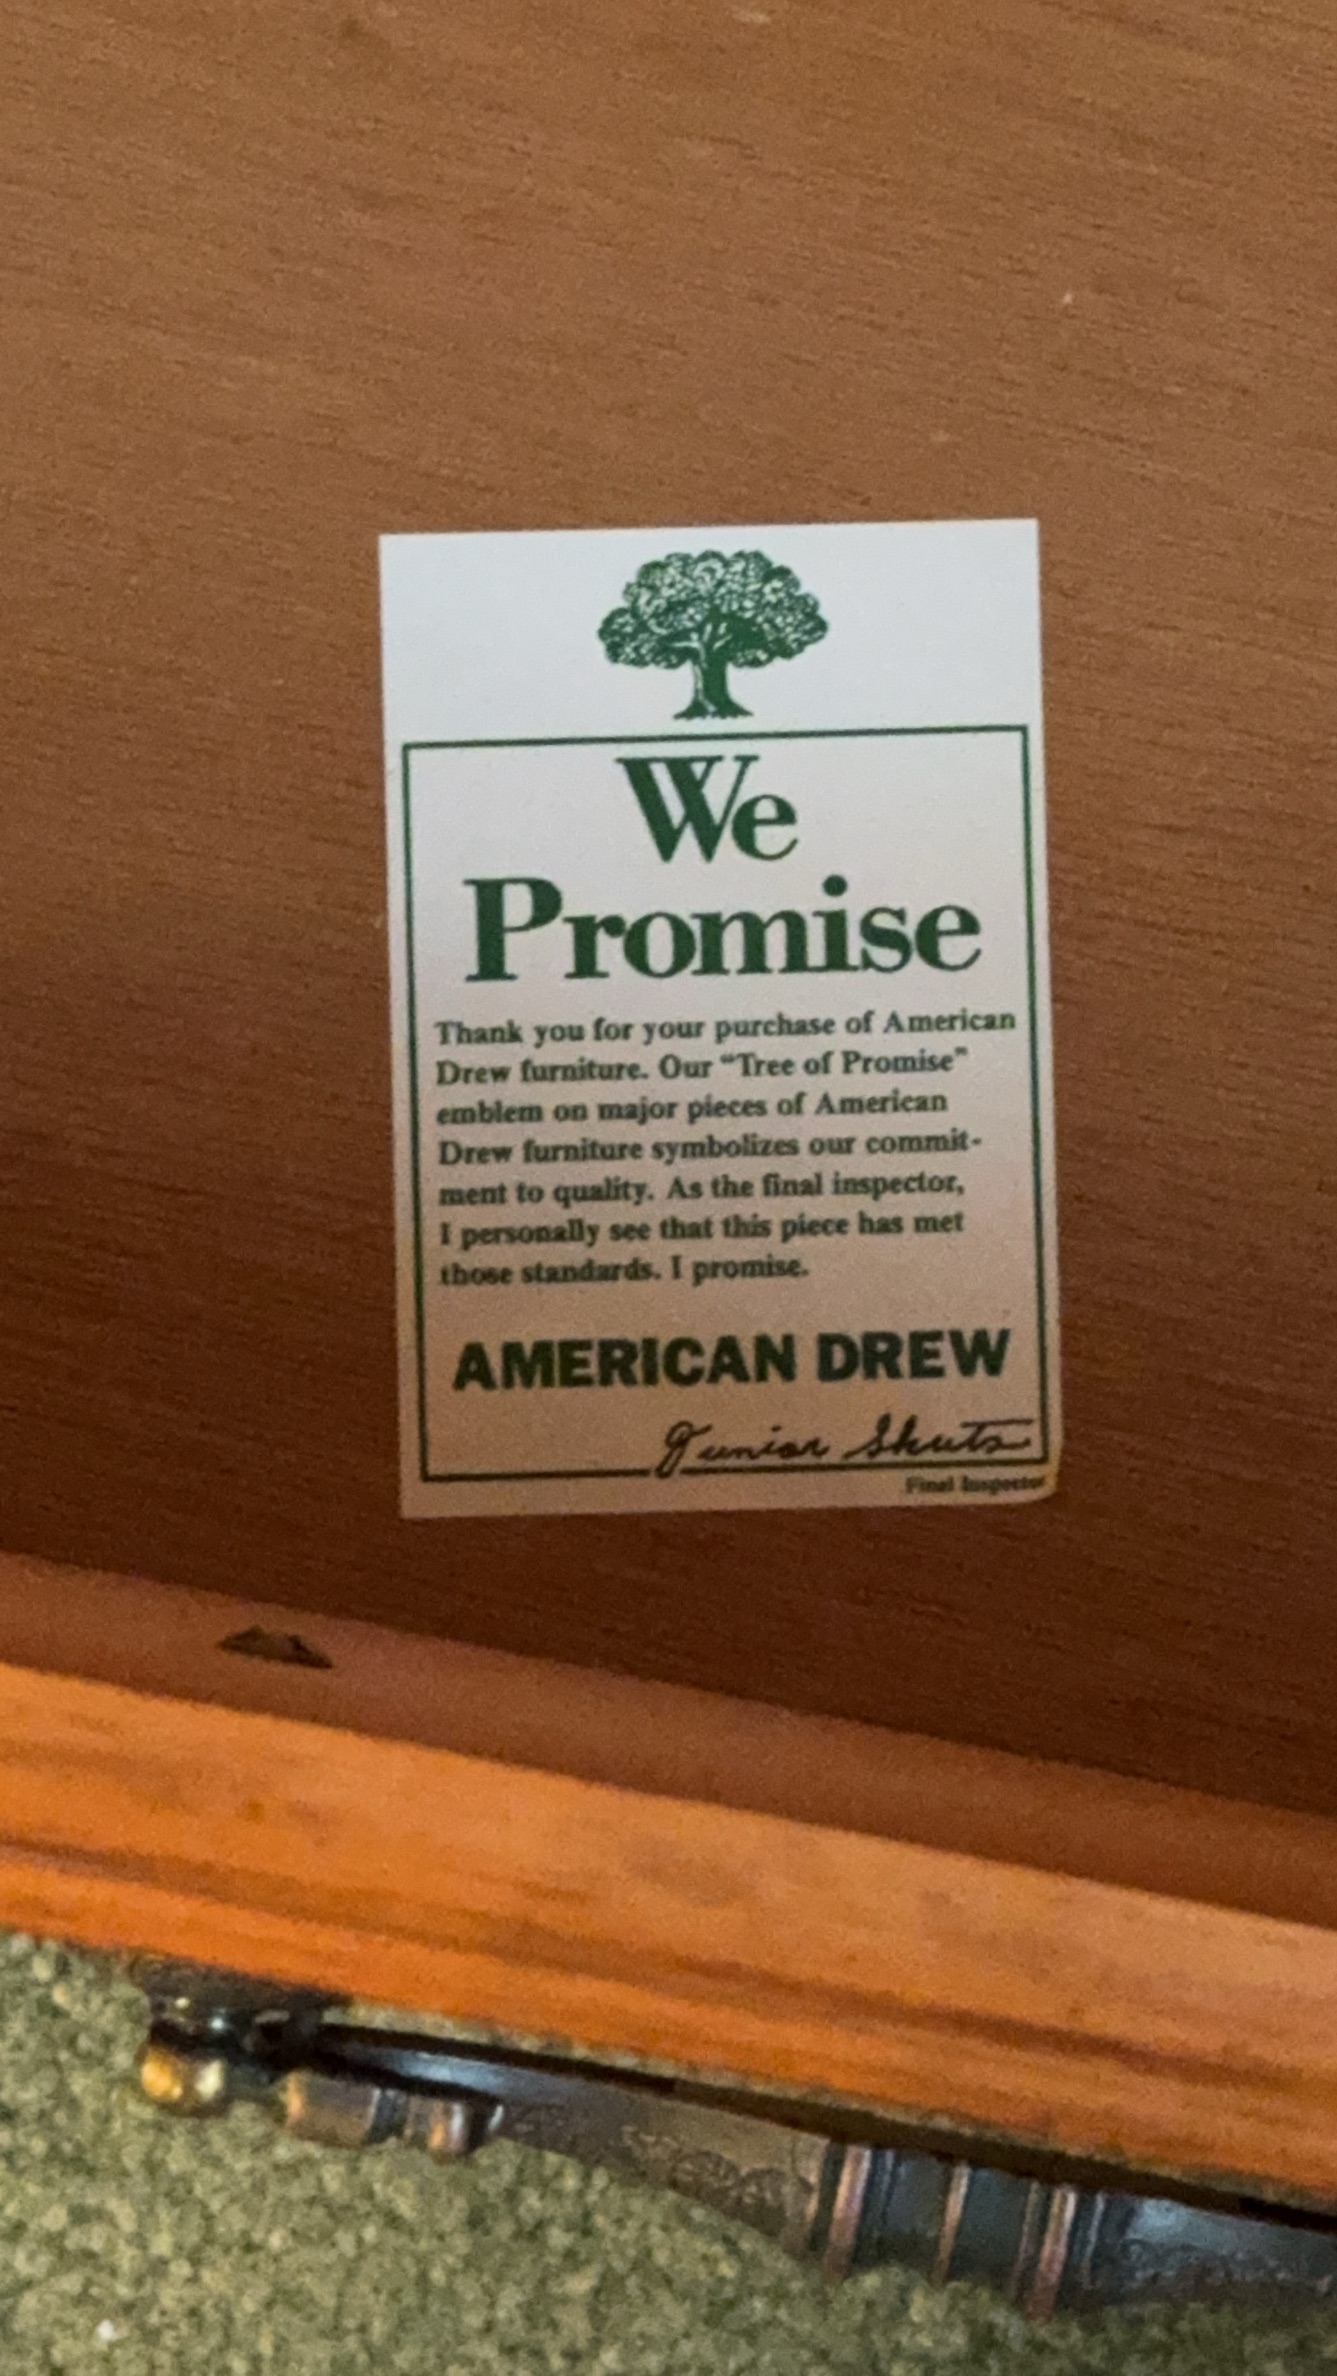 We
Promise
Thank you for your purchase of American
Drew furniture. Our “Tree of Promise”
emblem on major pieces of American
Drew furniture symbolizes our commit-
ment to quality. As the final inspector,
I personally see that this piece has met
those standards. I promise.
AMERICAN DREW
Junior Shuts
Final Inspector